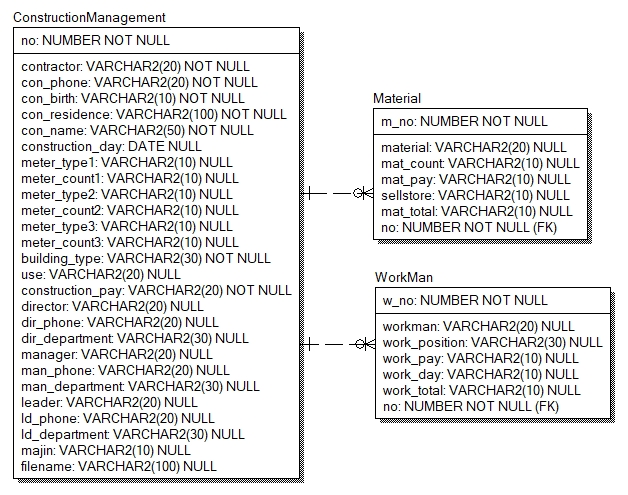 ConstructionManagement
no: NUMBER NOT NULL
contractor: VARCHAR2(20) NOT NULL
con_phone: VARCHAR2(20) NOT NULL
con_birth: VARCHAR2(10) NOT NULL
con_residence: VARCHAR2(100) NOT NULL
con_name: VARCHAR2(50) NOT NULL
construction_day: DATE NULL
meter_type1: VARCHAR2(10) NULL
meter_count1: VARCHAR2(10) NULL
meter_type2: VARCHAR2(10) NULL
meter_count2: VARCHAR2(10) NULL
meter_type3: VARCHAR2(10) NULL
meter_count3: VARCHAR2(10) NULL
building_type: VARCHAR2(30) NOT NULL
use: VARCHAR2(20) NULL
construction_pay: VARCHAR2(20) NOT NULL
director: VARCHAR2(20) NULL
dir_phone: VARCHAR2(20) NULL
dir_department: VARCHAR2(30) NULL
manager: VARCHAR2(20) NULL
man_phone: VARCHAR2(20) NULL
man_department: VARCHAR2(30) NULL
leader: VARCHAR2(20) NULL
ld_phone: VARCHAR2(20) NULL
ld_department: VARCHAR2(30) NULL
majin: VARCHAR2(10) NULL
filename: VARCHAR2(100) NULL
Material
m_no: NUMBER NOT NULL
material: VARCHAR2(20) NULL
mat_count: VARCHAR2(10) NULL
mat_pay: VARCHAR2(10) NULL
sellstore: VARCHAR2(10) NULL
mat_total: VARCHAR2(10) NULL
no: NUMBER NOT NULL (FK)
WorkMan
w_no: NUMBER NOT NULL
workman: VARCHAR2(20) NULL
work_position: VARCHAR2(30) NULL
work_pay: VARCHAR2(10) NULL
work_day: VARCHAR2(10) NULL
work_total: VARCHAR2(10) NULL
no: NUMBER NOT NULL (FK)